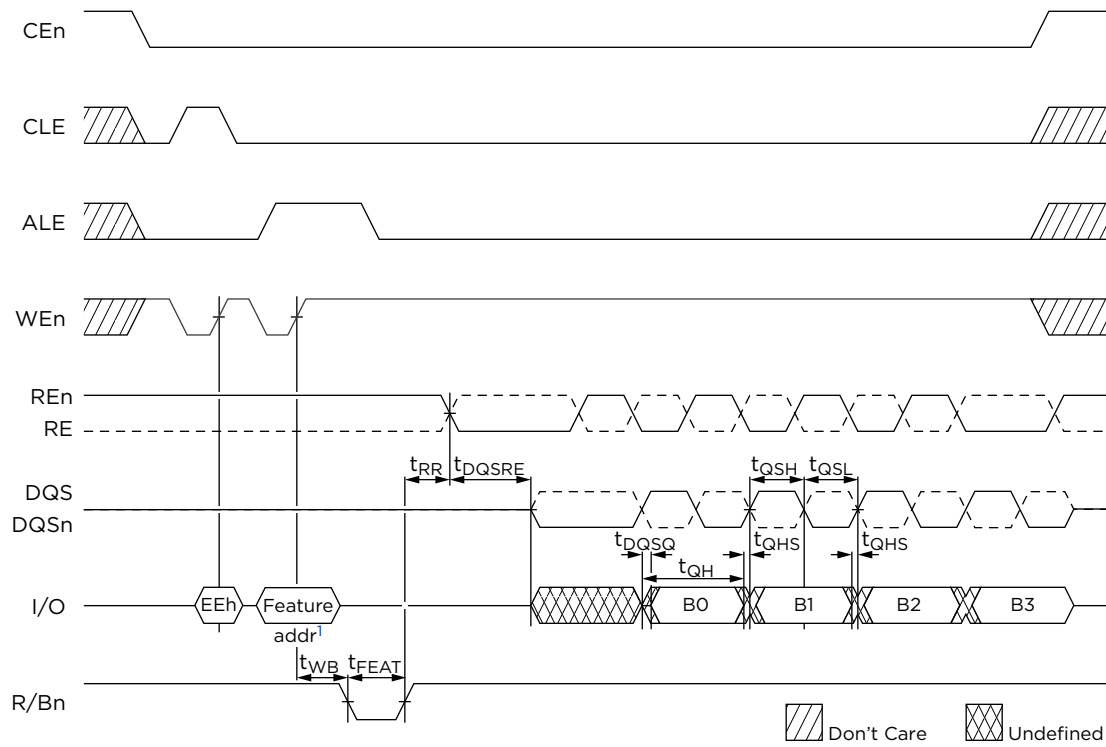 CEn
CLE
ALE
WEn
REn
RE
tRR tDQSRE tQSH tQSL
DQS
DQSn
tDQSQ tQHS tQHS
tQH
I/O EEh Feature B0 B1 B2 B3
addr1
tWB tFEAT
R/Bn
Don't Care Undefined